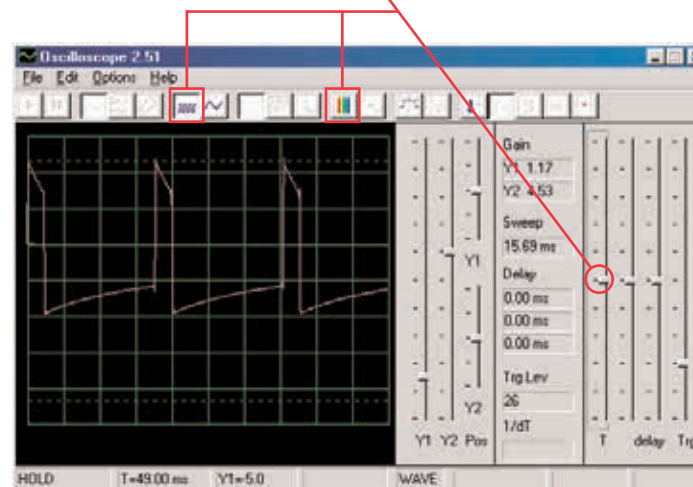 Oscilloscope 2.51
File Edit Options Help
Gain
Y1 1.17
Y2 4.53
Sweep
15.69 ms
Delay
0.00 ms
0.00 ms
0.00 ms
Trg Lev
26
1/dT
Y1
Y2
Y1 Y2 Pos
T delay Trg
HOLD T=49.00 ms Y1=-5.0 WAVE